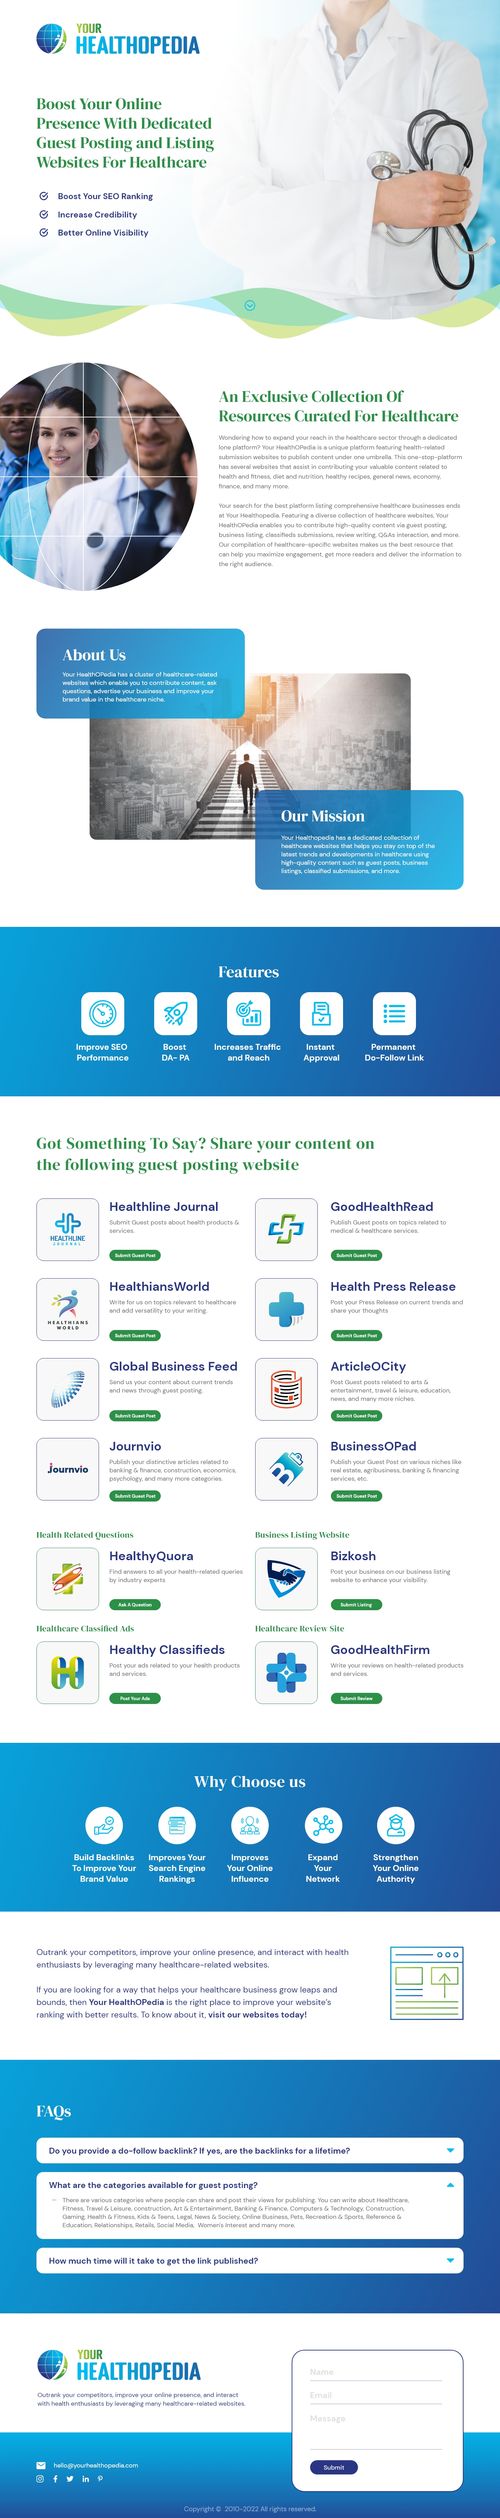 YOUR
HEALTHOPEDIA
Boost Your Online
Presence With Dedicated
Guest Posting and Listing
Websites For Healthcare
Boost Your SEO Ranking
Increase Credibility
Better Online Visibility
An Exclusive Collection Of
Resources Curated For Healthcare
Wondering how to expand your reach in the healthcare sector through a dedicated
lone platform? Your HealthOPedia is a unique platform featuring health-related
submission websites to publish content under one umbrella. This one-stop-platform
has several websites that assist in contributing your valuable content related to
health and fitness, diet and nutrition, healthy recipes, general news, economy,
finance, and many more.
Your search for the best platform listing comprehensive healthcare businesses ends
at Your Healthopedia. Featuring a diverse collection of healthcare websites, Your
HealthOPedia enables you to contribute high-quality content via guest posting,
business listing, classifieds submissions, review writing, Q&As interaction, and more.
Our compilation of healthcare-specific websites makes us the best resource that
can help you maximize engagement, get more readers and deliver the information to
the right audience.
About Us
Your HealthOPedia has a cluster of healthcare-related
websites which enable you to contribute content, ask
questions, advertise your business and improve your
brand value in the healthcare niche.
Our Mission
Your Healthopedia has a dedicated collection of
healthcare websites that helps you stay on top of the
latest trends and developments in healthcare using
high-quality content such as guest posts, business
listings, classified submissions, and more.
Features
Improve SEO
Performance
Boost
DA- PA
Increases Traffic
and Reach
Instant
Approval
Permanent
Do-Follow Link
Got Something To Say? Share your content on
the following guest posting website
HEALTHLINE
JOURNAL
Healthline Journal
Submit Guest posts about health products &
services.
Submit Guest Post
GoodHealthRead
Publish Guest posts on topics related to
medical & healthcare services.
Submit Guest Post
HEALTHIANS
WORLD
HealthiansWorld
Write for us on topics relevant to healthcare
and add versatility to your writing.
Submit Guest Post
Health Press Release
Post your Press Release on current trends and
share your thoughts
Submit Guest Post
Global Business Feed
Send us your content about current trends
and news through guest posting.
Submit Guest Post
ArticleOCity
Post Guest posts related to arts &
entertainment, travel & leisure, education,
news, and many more niches.
Submit Guest Post
Journvio
Journvio
Publish your distinctive articles related to
banking & finance, construction, economics,
psychology, and many more categories.
Submit Guest Post
BusinessOPad
Publish your Guest Post on various niches like
real estate, agribusiness, banking & financing
services, etc.
Submit Guest Post
Health Related Questions
HealthyQuora
Find answers to all your health-related queries
by industry experts
Ask A Question
Business Listing Website
Bizkosh
Post your business on our business listing
website to enhance your visibility.
Submit Listing
Healthcare Classified Ads
Healthy Classifieds
Post your ads related to your health products
and services.
Post Your Ads
Healthcare Review Site
GoodHealthFirm
Write your reviews on health-related products
and services.
Submit Review
Why Choose us
Build Backlinks
To Improve Your
Brand Value
Improves Your
Search Engine
Rankings
Improves
Your Online
Influence
Expand
Your
Network
Strengthen
Your Online
Authority
Outrank your competitors, improve your online presence, and interact with health
enthusiasts by leveraging many healthcare-related websites.
If you are looking for a way that helps your healthcare business grow leaps and
bounds, then Your HealthOPedia is the right place to improve your website's
ranking with better results. To know about it, visit our websites today!
FAQs
Do you provide a do-follow backlink? If yes, are the backlinks for a lifetime?
What are the categories available for guest posting?
— There are various categories where people can share and post their views for publishing. You can write about Healthcare,
Fitness, Travel & Leisure, construction, Art & Entertainment, Banking & Finance, Computers & Technology, Construction,
Gaming, Health & Fitness, Kids & Teens, Legal, News & Society, Online Business, Pets, Recreation & Sports, Reference &
Education, Relationships, Retails, Social Media, Women's Interest and many more.
How much time will it take to get the link published?
YOUR
HEALTHOPEDIA
Outrank your competitors, improve your online presence, and interact
with health enthusiasts by leveraging many healthcare-related websites.
hello@yourhealthopedia.com
Name
Email
Message
Submit
Copyright © 2010-2022 All rights reserved.